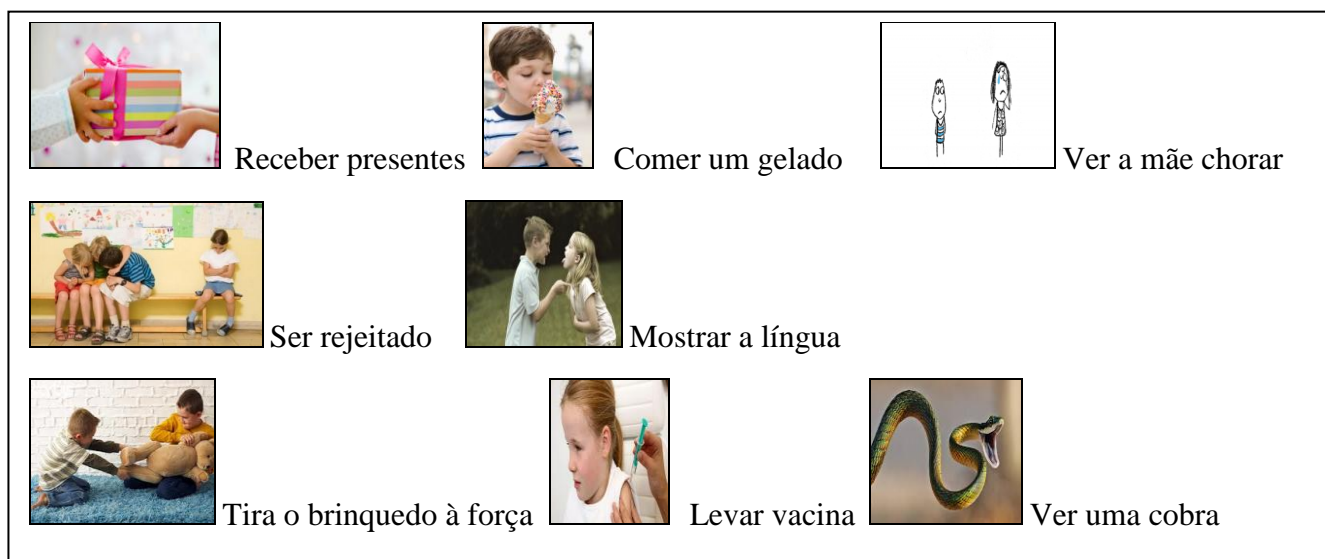 Receber presentes Comer um gelado Ver a mãe chorar
Ser rejeitado Mostrar a língua
Tira o brinquedo à força Levar vacina Ver uma cobra